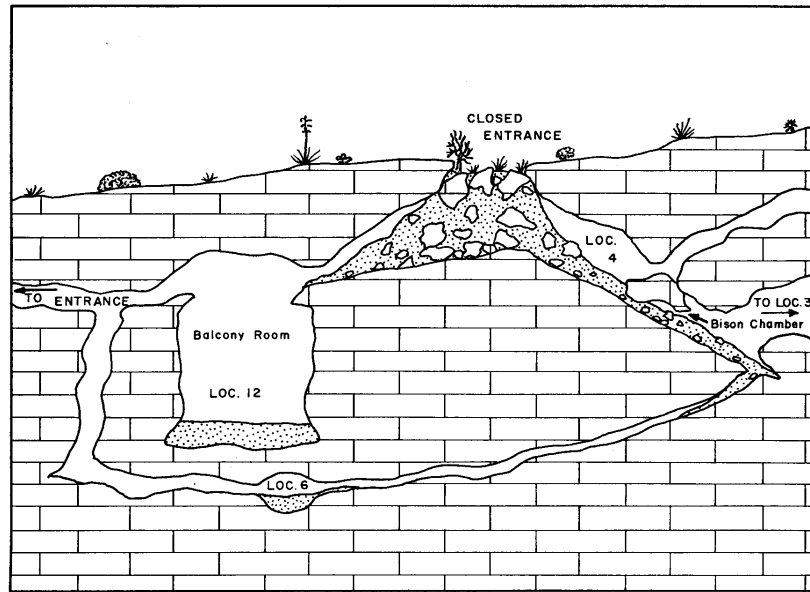 CLOSED
ENTRANCE
LOC.
4
TO ENTRANCE
TO LOC. 3
Bison Chamber
Balcony Room
LOC. 12
LOC. 6